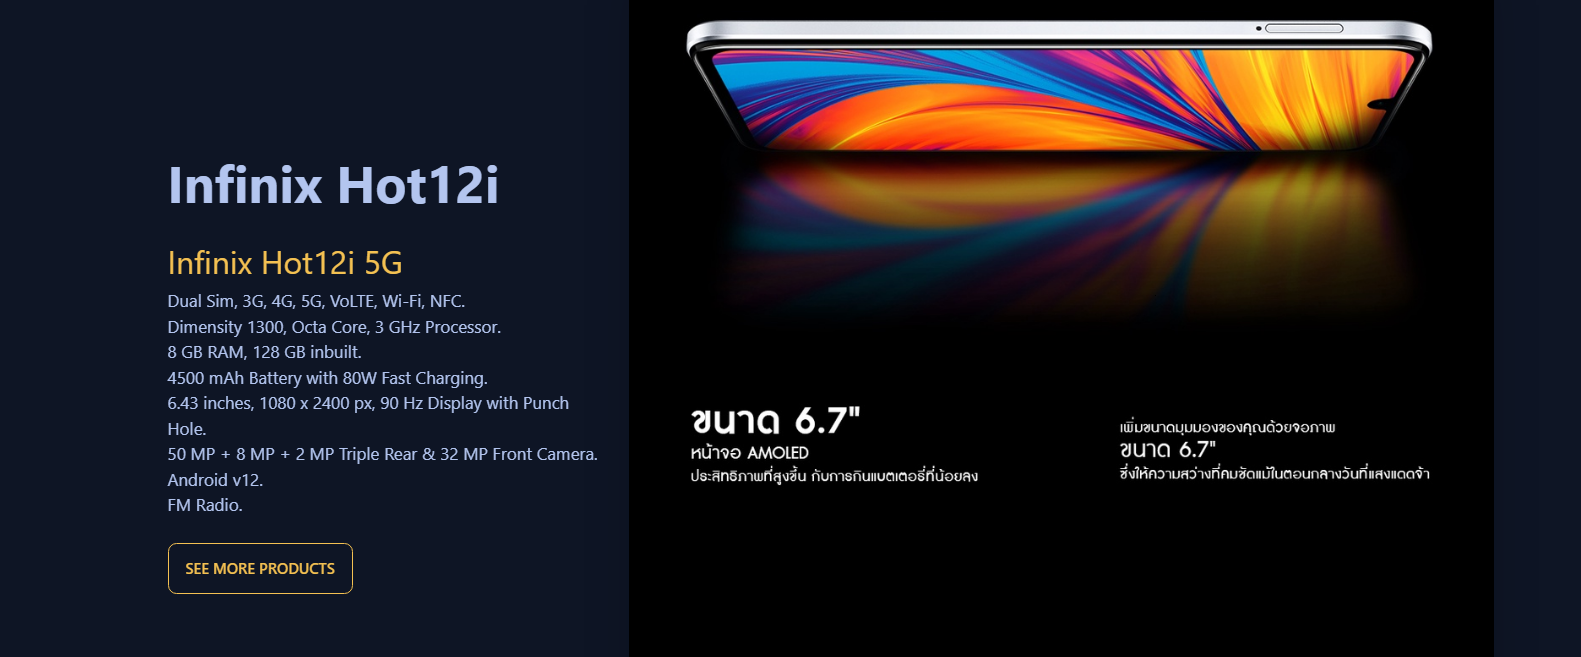 Infinix Hot12i
Infinix Hot12i 5G
Dual Sim, 3G, 4G, 5G, VoLTE, Wi-Fi, NFC.
Dimensity 1300, Octa Core, 3 GHz Processor.
8 GB RAM, 128 GB inbuilt.
4500 mAh Battery with 80W Fast Charging.
6.43 inches, 1080 x 2400 px, 90 Hz Display with Punch
Hole.
50 MP + 8 MP + 2 MP Triple Rear & 32 MP Front Camera.
Android v12.
FM Radio.
SEE MORE PRODUCTS
ขนาด 6.7"
หน้าจอ AMOLED
ประสิทธิภาพที่สูงขึ้น กับการกินแบตเตอรี่ที่น้อยลง
เพิ่มขนาดมุมมองของคุณด้วยจอภาพ
ขนาด 6.7"
ซึ่งให้ความสว่างที่คมชัดแม้ในตอนกลางวันที่แสงแดดจ้า